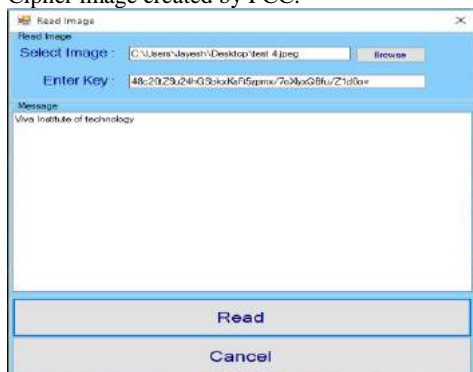 Cipher image created by FCC.
Read Image
Read Image
Select Image : C:\Users\Jayesh\Desktop\test 4.jpeg Browse
Enter Key :
Message
Viva Institute of technology
Read
Cancel